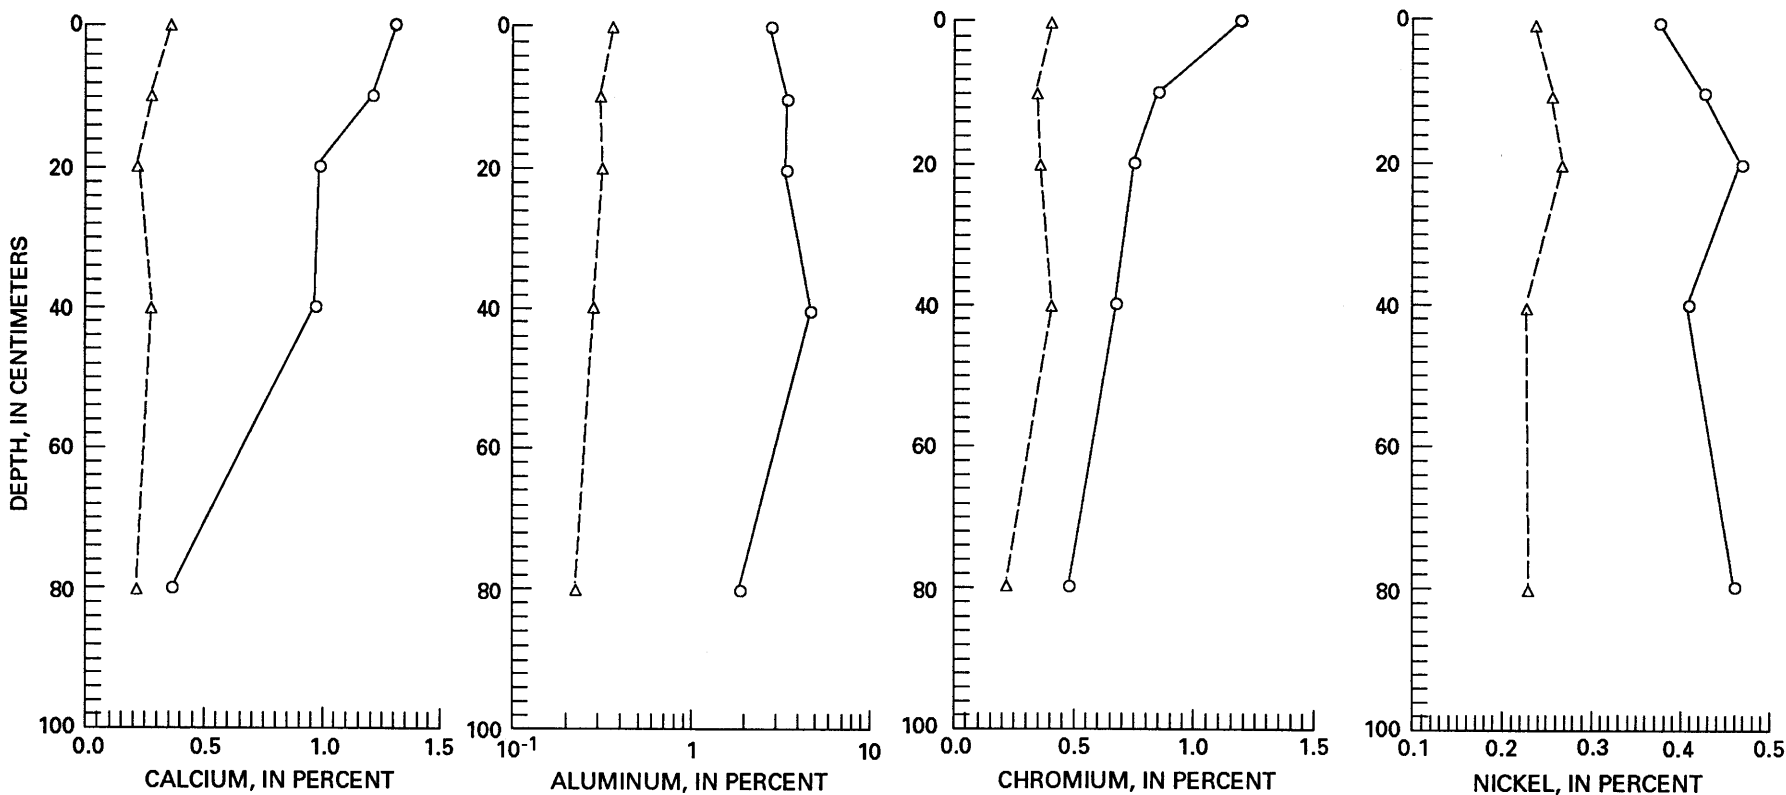 DEPTH, IN CENTIMETERS
0
20
40
60
80
100
0.0 0.5 1.0 1.5
CALCIUM, IN PERCENT
0
20
40
60
80
100
10-1 1 10
ALUMINUM, IN PERCENT
0
20
40
60
80
100
0.0 0.5 1.0 1.5
CHROMIUM, IN PERCENT
0
20
40
60
80
100
0.1 0.2 0.3 0.4 0.5
NICKEL, IN PERCENT